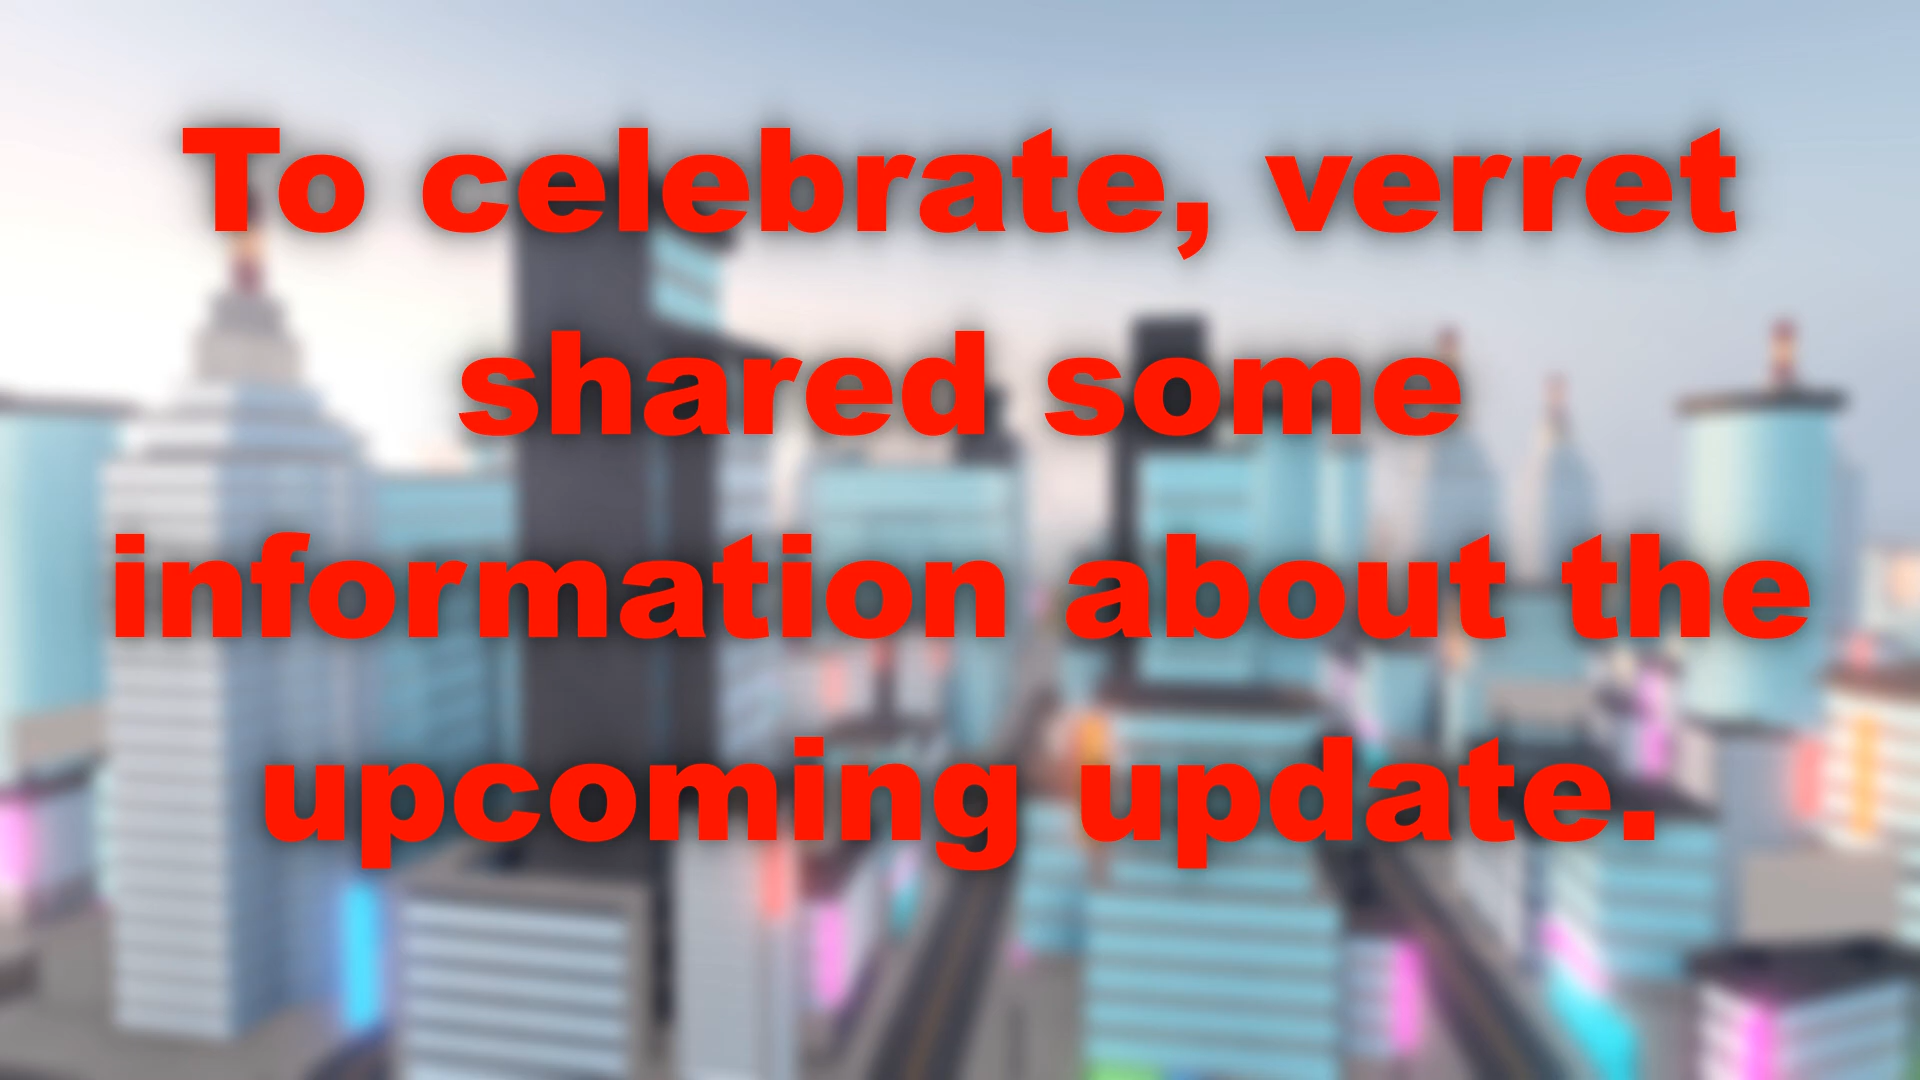 To celebrate, verret
shared some
information about the
upcoming update.